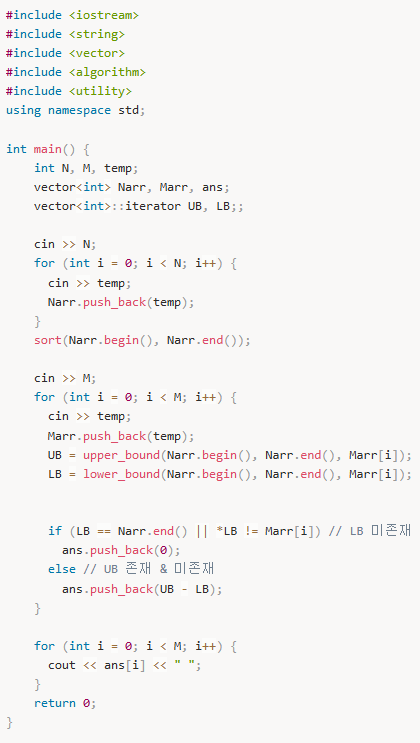 #include <iostream>
#include <string>
#include <vector>
#include <algorithm>
#include <utility>
using namespace std;

int main() {
    int N, M, temp;
    vector<int> Narr, Marr, ans;
    vector<int>::iterator UB, LB;;

    cin >> N;
    for (int i = 0; i < N; i++) {
      cin >> temp;
      Narr.push_back(temp);
    }
    sort(Narr.begin(), Narr.end());

    cin >> M;
    for (int i = 0; i < M; i++) {
      cin >> temp;
      Marr.push_back(temp);
      UB = upper_bound(Narr.begin(), Narr.end(), Marr[i]);
      LB = lower_bound(Narr.begin(), Narr.end(), Marr[i]);


      if (LB == Narr.end() || *LB != Marr[i]) // LB 미존재
        ans.push_back(0);
      else // UB 존재 & 미존재
        ans.push_back(UB - LB);
    }

    for (int i = 0; i < M; i++) {
      cout << ans[i] << " ";
    }
    return 0;
}